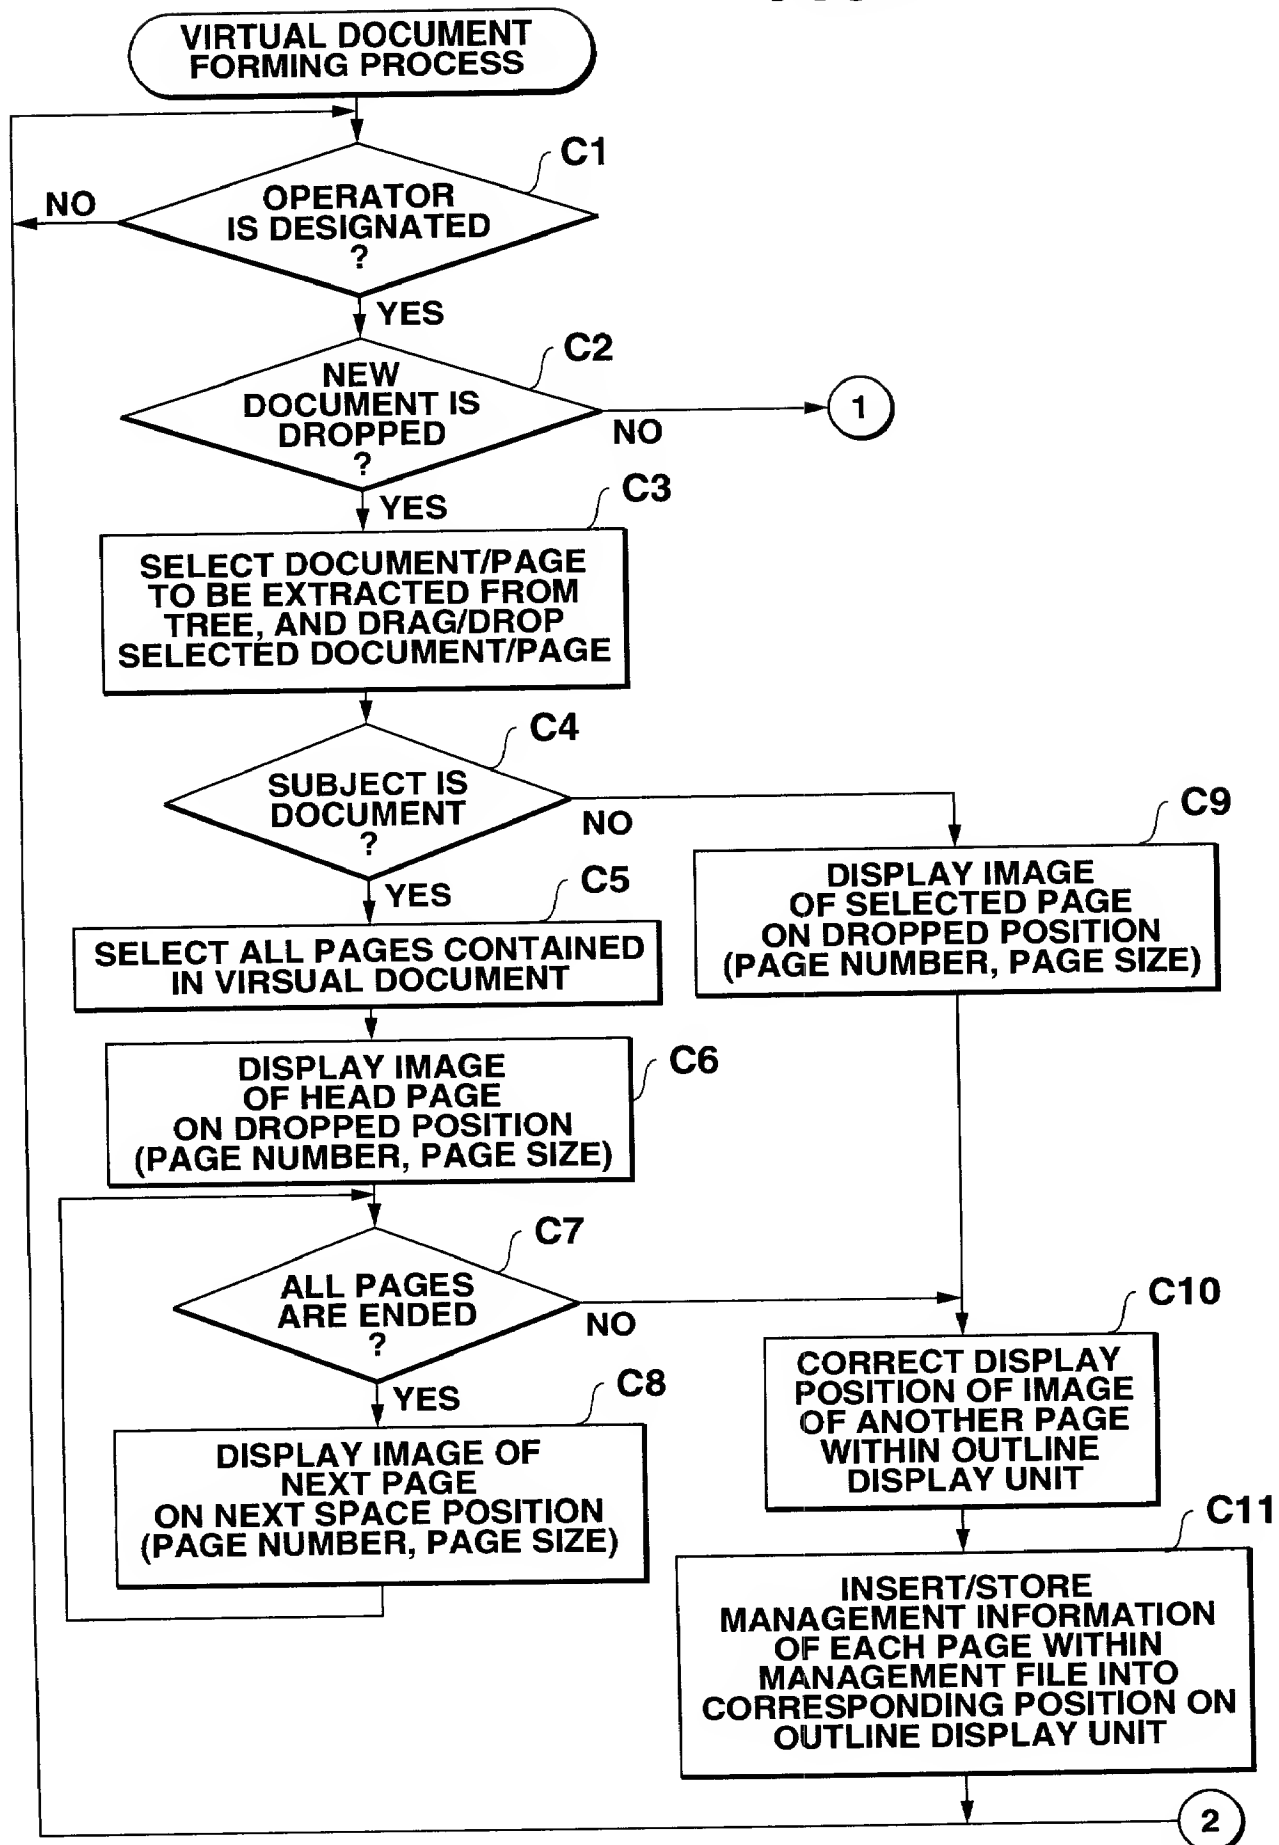 VIRTUAL DOCUMENT
FORMING PROCESS
C1
OPERATOR
IS DESIGNATED
?
NO
YES
C2
NEW
DOCUMENT IS
DROPPED
?
NO
1
YES
C3
SELECT DOCUMENT/PAGE
TO BE EXTRACTED FROM
TREE, AND DRAG/DROP
SELECTED DOCUMENT/PAGE
C4
SUBJECT IS
DOCUMENT
?
NO
YES
C9
DISPLAY IMAGE
OF SELECTED PAGE
ON DROPPED POSITION
(PAGE NUMBER, PAGE SIZE)
C5
SELECT ALL PAGES CONTAINED
IN VIRSUAL DOCUMENT
C6
DISPLAY IMAGE
OF HEAD PAGE
ON DROPPED POSITION
(PAGE NUMBER, PAGE SIZE)
C7
ALL PAGES
ARE ENDED
?
NO
YES
C10
CORRECT DISPLAY
POSITION OF IMAGE
OF ANOTHER PAGE
WITHIN OUTLINE
DISPLAY UNIT
C8
DISPLAY IMAGE OF
NEXT PAGE
ON NEXT SPACE POSITION
(PAGE NUMBER, PAGE SIZE)
C11
INSERT/STORE
MANAGEMENT INFORMATION
OF EACH PAGE WITHIN
MANAGEMENT FILE INTO
CORRESPONDING POSITION ON
OUTLINE DISPLAY UNIT
2